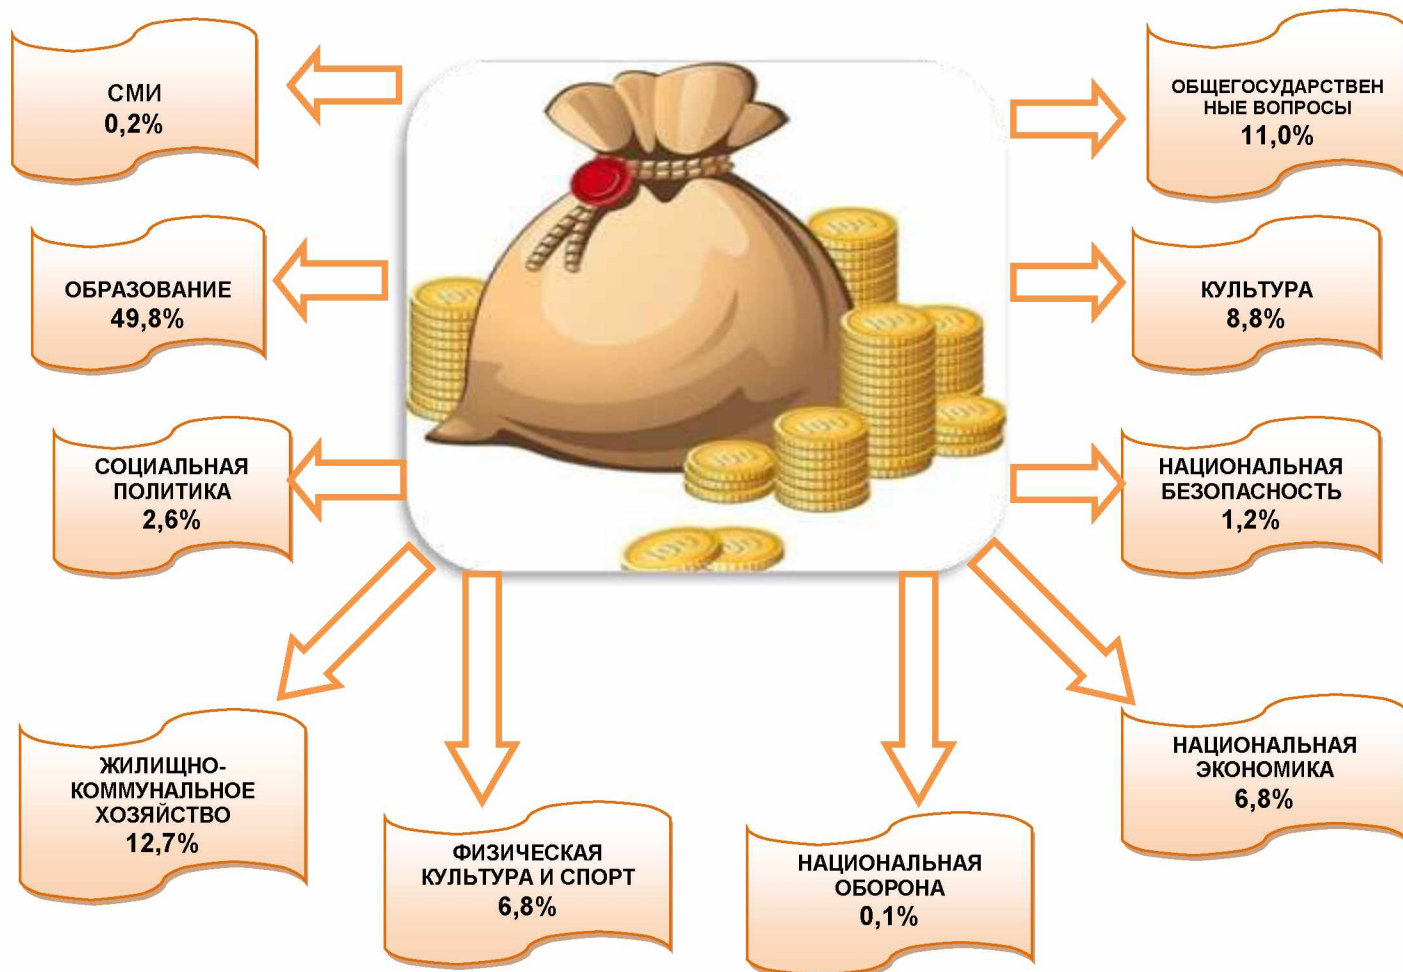 СМИ
0,2%
ОБЩЕГОСУДАРСТВЕН
НЫЕ ВОПРОСЫ
11,0%
ОБРАЗОВАНИЕ
49,8%
КУЛЬТУРА
8,8%
СОЦИАЛЬНАЯ
ПОЛИТИКА
2,6%
НАЦИОНАЛЬНАЯ
БЕЗОПАСНОСТЬ
1,2%
ЖИЛИЩНО-
КОММУНАЛЬНОЕ
ХОЗЯЙСТВО
12,7%
ФИЗИЧЕСКАЯ
КУЛЬТУРА И СПОРТ
6,8%
НАЦИОНАЛЬНАЯ
ОБОРОНА
0,1%
НАЦИОНАЛЬНАЯ
ЭКОНОМИКА
6,8%